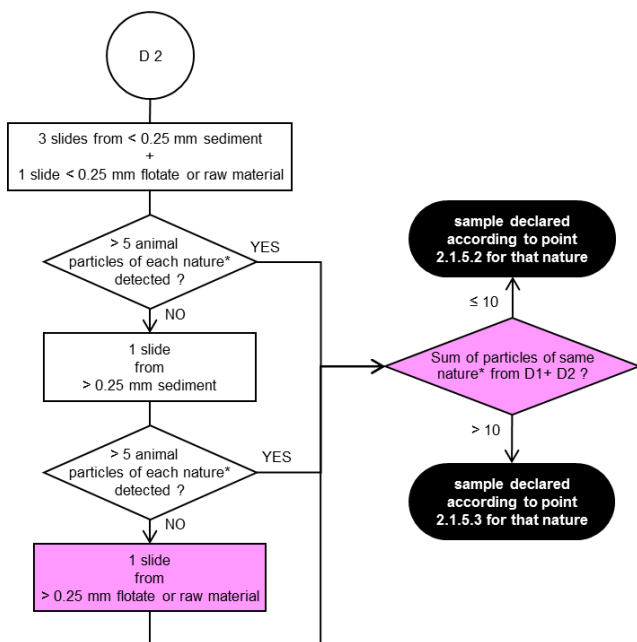 D 2
3 slides from < 0.25 mm sediment
+
1 slide < 0.25 mm flotate or raw material
> 5 animal
particles of each nature*
detected ?
YES
NO
1 slide
from
> 0.25 mm sediment
> 5 animal
particles of each nature*
detected ?
YES
NO
1 slide
from
> 0.25 mm flotate or raw material
sample declared
according to point
2.1.5.2 for that nature
≤ 10
Sum of particles of same
nature* from D1+ D2 ?
> 10
sample declared
according to point
2.1.5.3 for that nature